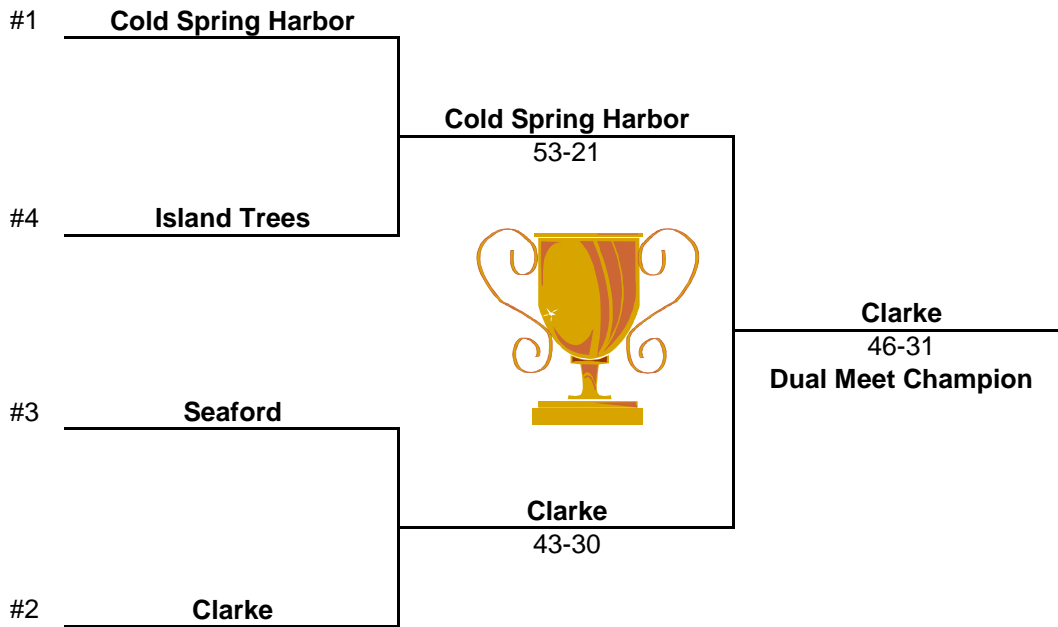 #1 Cold Spring Harbor
Cold Spring Harbor
53-21
#4 Island Trees
Clarke
46-31
Dual Meet Champion
#3 Seaford
Clarke
43-30
#2 Clarke